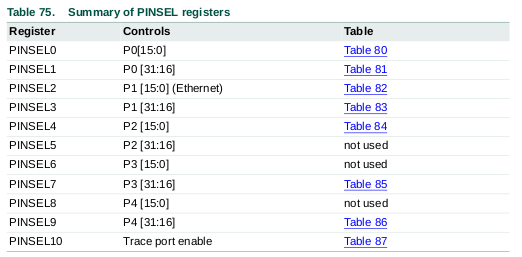 Table 75. Summary of PINSEL registers
Register Controls Table
PINSEL0 P0[15:0] Table 80
PINSEL1 P0 [31:16] Table 81
PINSEL2 P1 [15:0] (Ethernet) Table 82
PINSEL3 P1 [31:16] Table 83
PINSEL4 P2 [15:0] Table 84
PINSEL5 P2 [31:16] not used
PINSEL6 P3 [15:0] not used
PINSEL7 P3 [31:16] Table 85
PINSEL8 P4 [15:0] not used
PINSEL9 P4 [31:16] Table 86
PINSEL10 Trace port enable Table 87